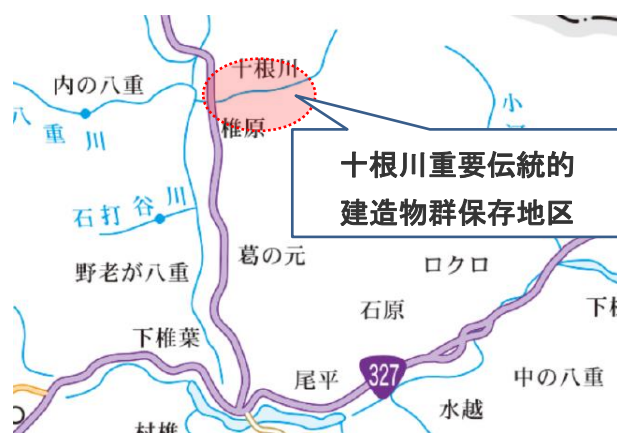 十根川
内の八重
八重川
椎原
小
十根川重要伝統的
建造物群保存地区
石打谷川
葛の元
野老が八重
ロクロ
石原
下椎葉
尾平
327
中の八重
水越